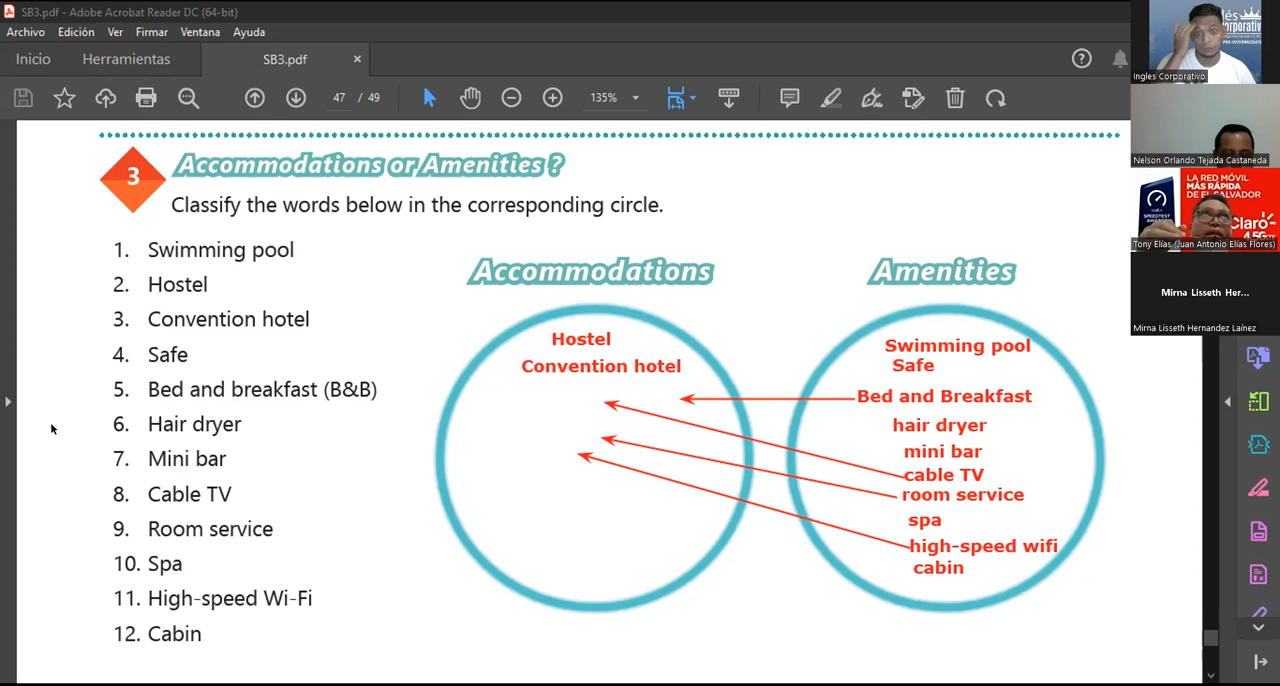 SB3.pdf - Adobe Acrobat Reader DC (64-bit)
Archivo Edición Ver Firmar Ventana Ayuda
Inicio Herramientas SB3.pdf ×
47 / 49 135%
3 Accommodations or Amenities ?
Classify the words below in the corresponding circle.
1. Swimming pool
2. Hostel
3. Convention hotel
4. Safe
5. Bed and breakfast (B&B)
6. Hair dryer
7. Mini bar
8. Cable TV
9. Room service
10. Spa
11. High-speed Wi-Fi
12. Cabin
Accommodations
Hostel
Convention hotel
Amenities
Swimming pool
Safe
Bed and Breakfast
hair dryer
mini bar
cable TV
room service
spa
high-speed wifi
cabin
PRE-INTERMEDIATE
Ingles Corporativo
Nelson Orlando Tejada Castaneda
LA RED MÓVIL
MÁS RÁPIDA
DE EL SALVADOR
SPEEDTEST
Claro
4.5G
Tony Elías (Juan Antonio Elías Flores)
Mirna Lisseth Her...
Mirna Lisseth Hernandez Laínez